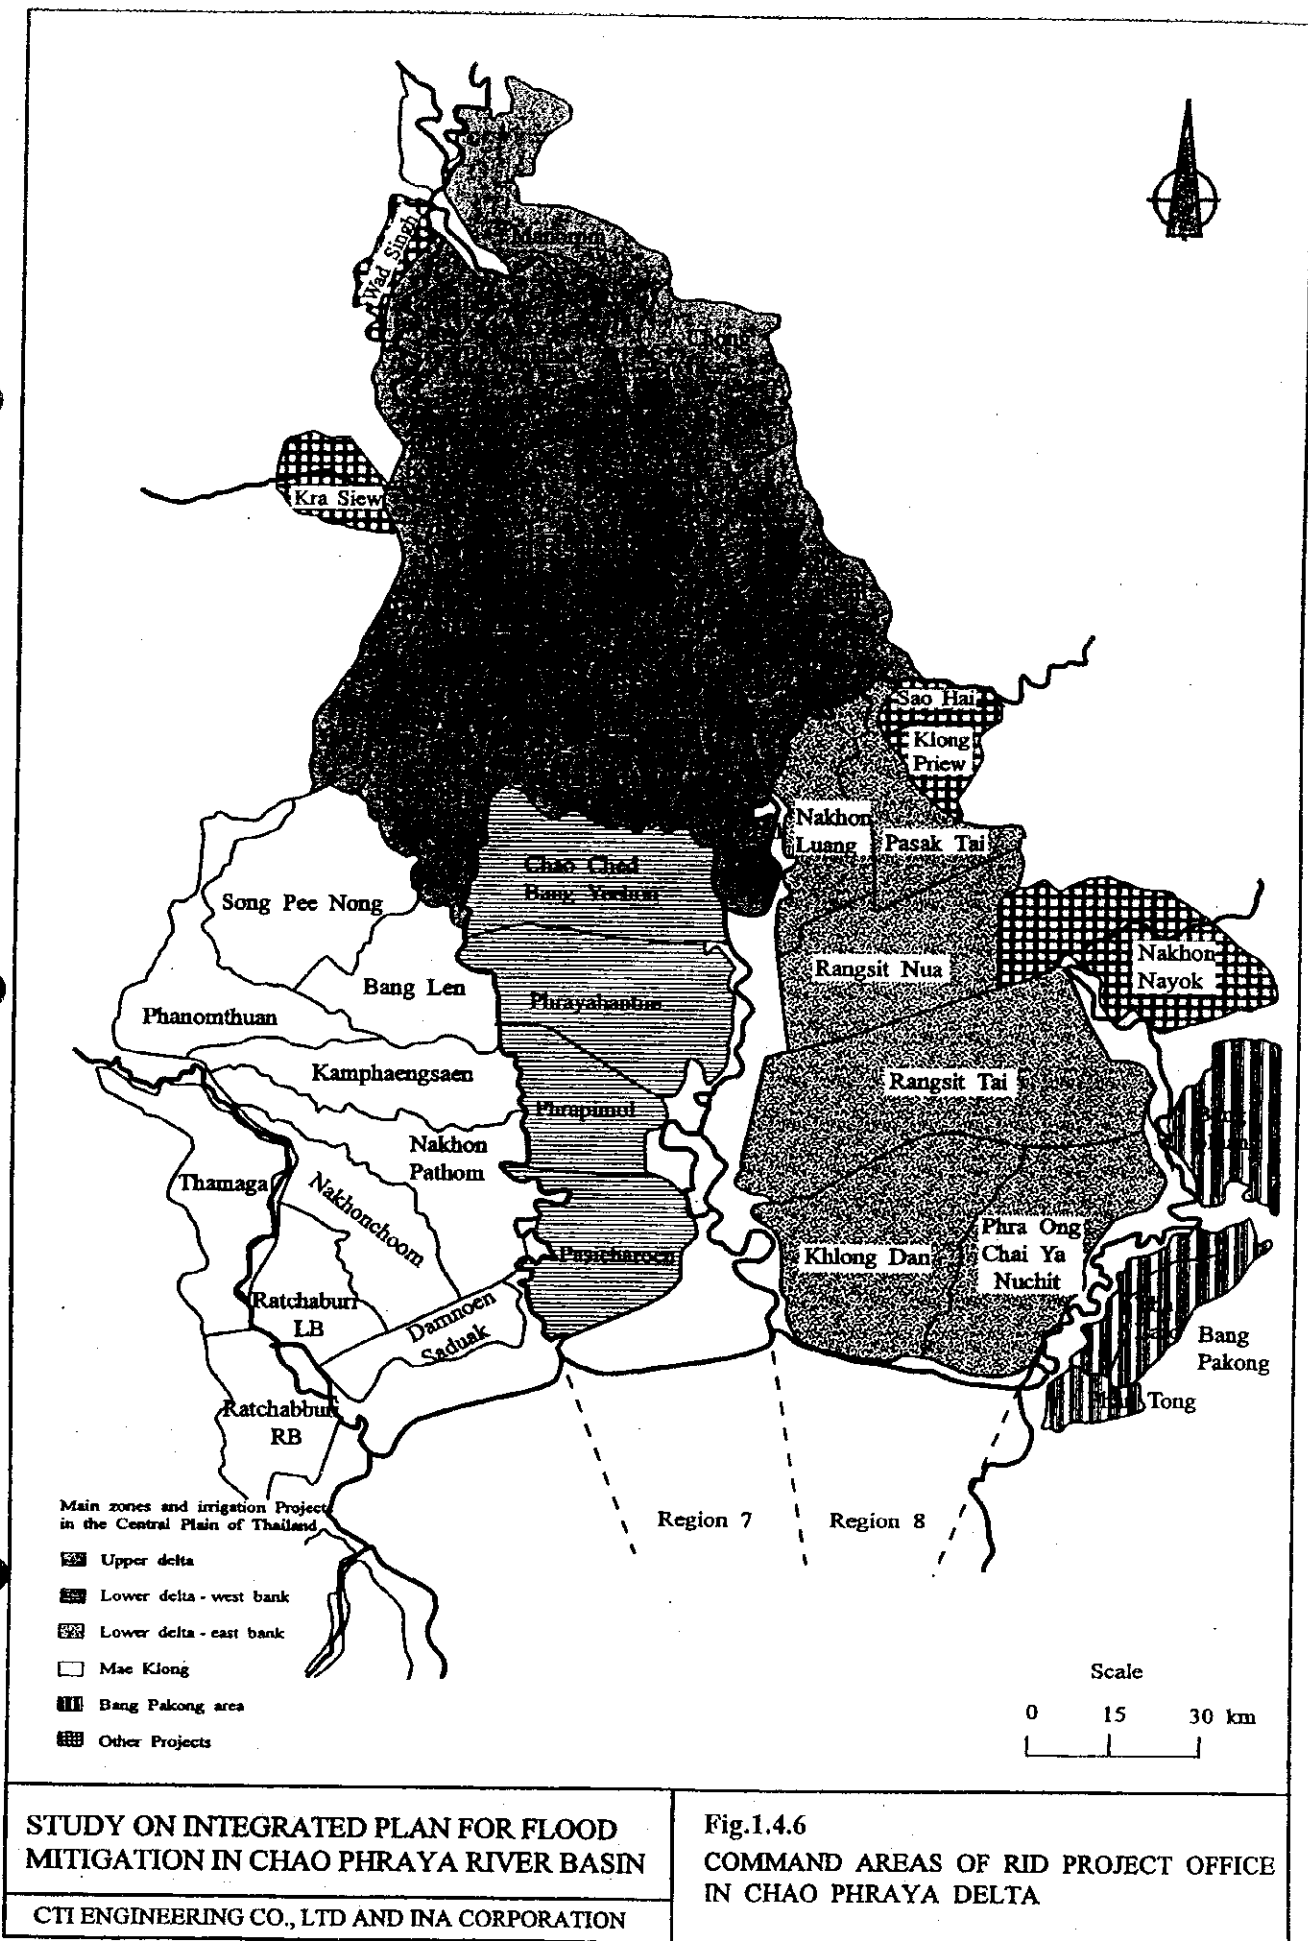 Manorom
Wad Singh
Chong
Kra Siew
Sao Hai
Klong
Priew
Nakhon
Luang
Pasak Tai
Chao Ched
Bang Yeehon
Song Pee Nong
Nakhon
Nayok
Rangsit Nua
Bang Len
Phrayabanlue
Phanomthuan
Kamphaengsaen
Rangsit Tai
Phrapimol
Nakhon
Pathom
Thamaga
Nakhonchoom
Phra Ong
Chai Ya
Nuchit
Khlong Dan
Pasicharoen
Ratchaburi
LB
Damnoen
Saduak
Bang
Pakong
Tong
Ratchabburi
RB
Main zones and irrigation Project
in the Central Plain of Thailand
Region 7
Region 8
Upper delta
Lower delta - west bank
Lower delta - east bank
Mae Klong
Bang Pakong area
Other Projects
Scale
0 15 30 km
STUDY ON INTEGRATED PLAN FOR FLOOD
MITIGATION IN CHAO PHRAYA RIVER BASIN
CTI ENGINEERING CO., LTD AND INA CORPORATION
Fig.1.4.6
COMMAND AREAS OF RID PROJECT OFFICE
IN CHAO PHRAYA DELTA